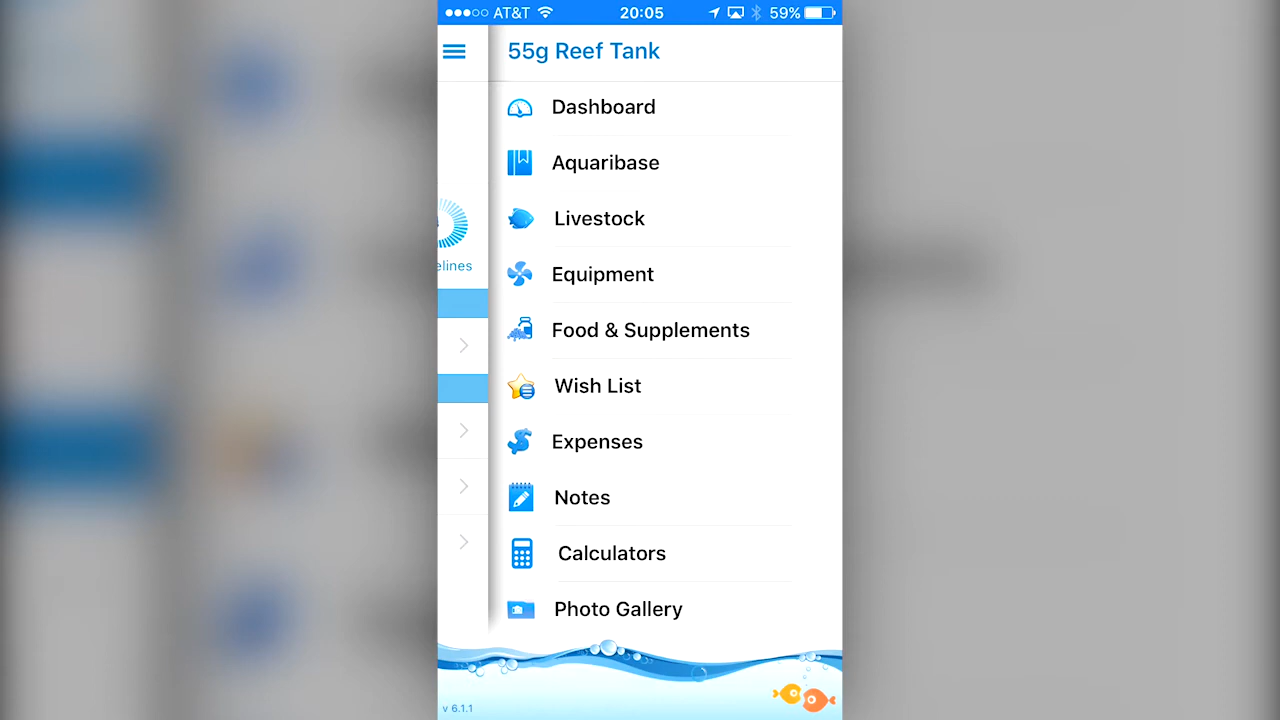 AT&T 20:05 59%
55g Reef Tank
Dashboard
Aquaribase
Livestock
elines
Equipment
Food & Supplements
Wish List
Expenses
Notes
Calculators
Photo Gallery
v 6.1.1